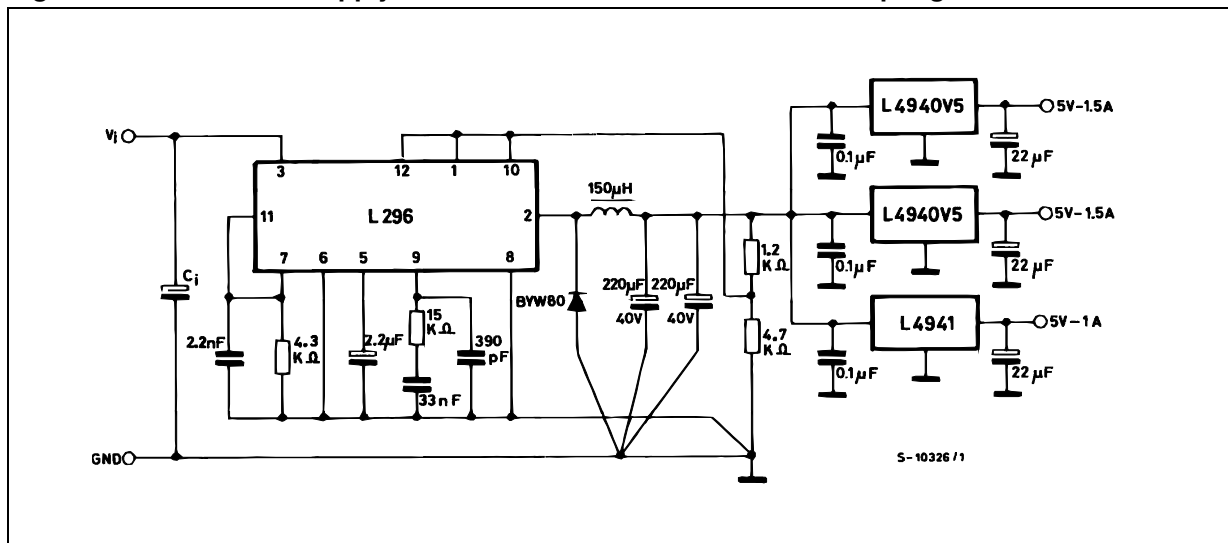 Vi
GND
Ci
3
12
1
10
11
L296
2
7
6
5
9
8
2.2nF
4.3
KΩ
2.2µF
15
KΩ
33nF
390
pF
BYW80
150µH
220µF
40V
220µF
40V
1.2
KΩ
4.7
KΩ
L4940V5
0.1µF
22µF
5V-1.5A
L4940V5
0.1µF
22µF
5V-1.5A
L4941
0.1µF
22µF
5V-1A
S-10326/1